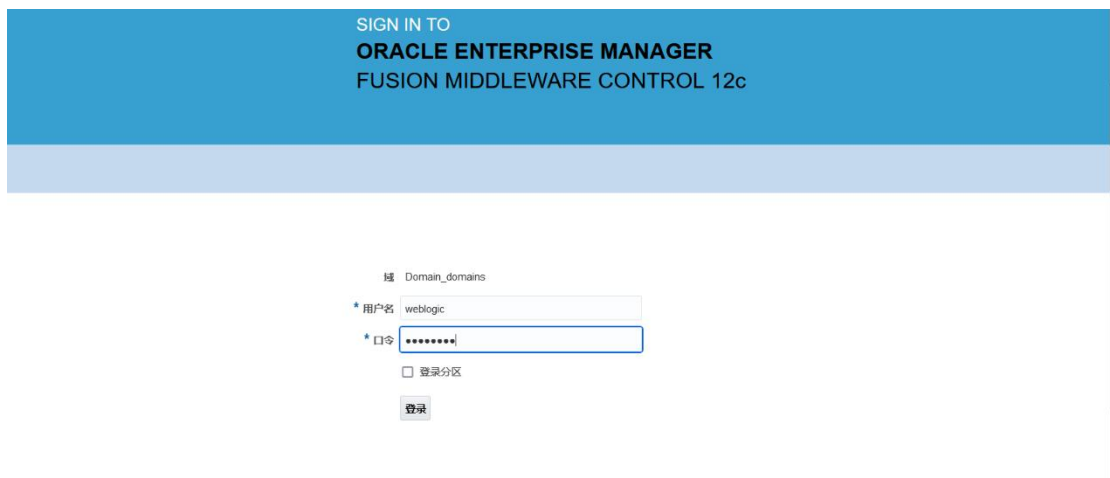 SIGN IN TO
ORACLE ENTERPRISE MANAGER
FUSION MIDDLEWARE CONTROL 12c
域 Domain_domains
* 用户名 weblogic
* 口令 ••••••••
登录分区
登录